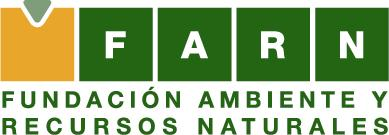 FARN
FUNDACIÓN AMBIENTE Y
RECURSOS NATURALES